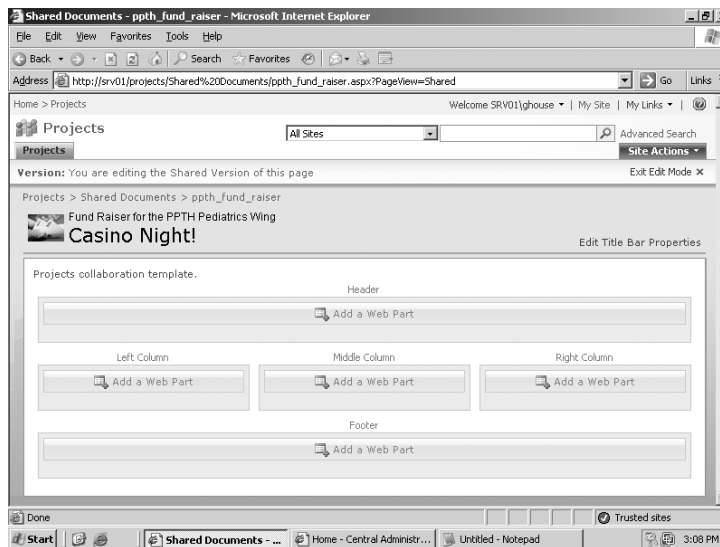 Shared Documents - ppth_fund_raiser - Microsoft Internet Explorer
File Edit View Favorites Tools Help
Back Search Favorites
Address http://srv01/projects/Shared%20Documents/ppth_fund_raiser.aspx?PageView=Shared Go Links
Home > Projects Welcome SRV01\ghouse | My Site | My Links |
Projects All Sites Advanced Search
Projects Site Actions
Version: You are editing the Shared Version of this page Exit Edit Mode ×
Projects > Shared Documents > ppth_fund_raiser
Fund Raiser for the PPTH Pediatrics Wing
Casino Night!
Edit Title Bar Properties
Projects collaboration template.
Header
Add a Web Part
Left Column Middle Column Right Column
Add a Web Part Add a Web Part Add a Web Part
Footer
Add a Web Part
Done Trusted sites
Start Shared Documents - ... Home - Central Administr... Untitled - Notepad 3:08 PM